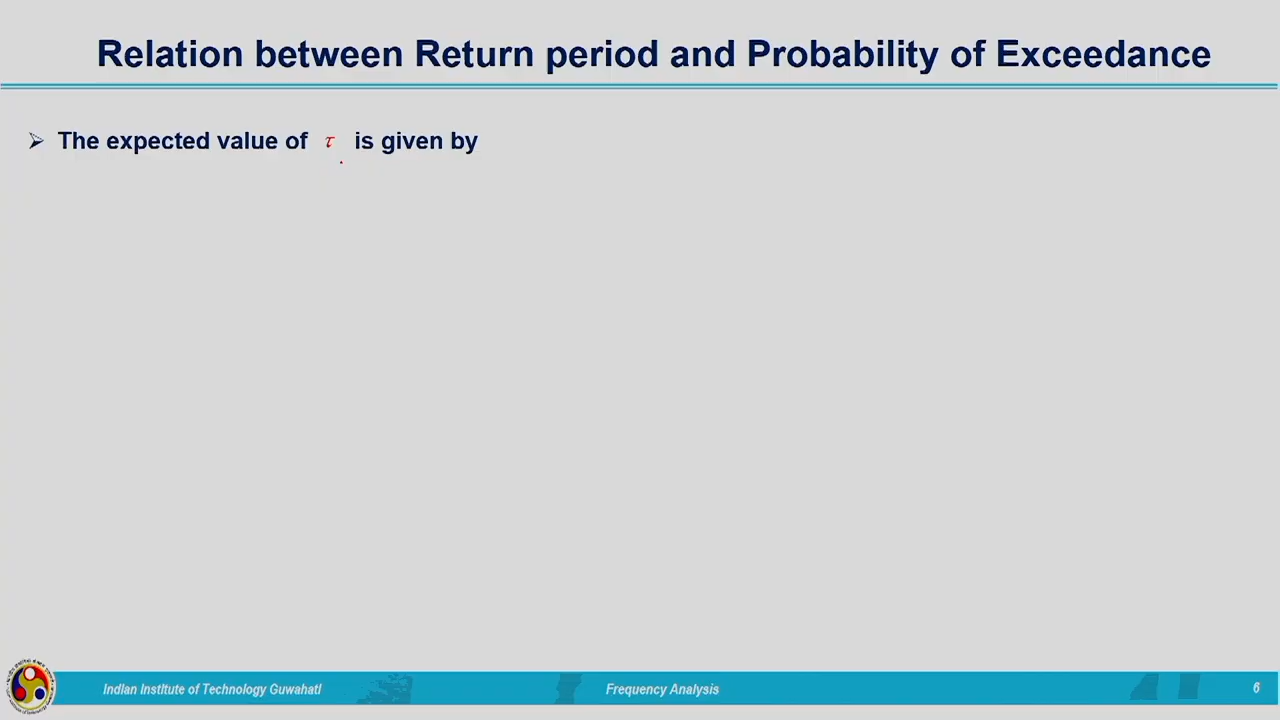 Relation between Return period and Probability of Exceedance
➢ The expected value of τ is given by
Indian Institute of Technology Guwahati
Frequency Analysis
6